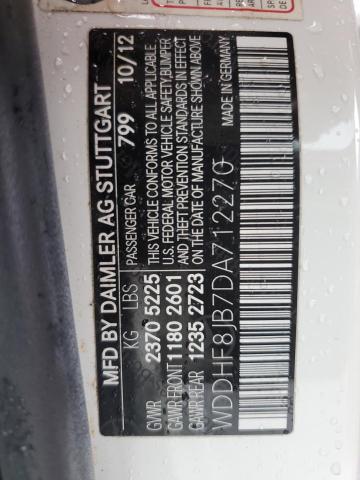 MFD BY DAIMLER AG STUTTGART
PASSENGER CAR 799 10/12
KG LBS THIS VEHICLE CONFORMS TO ALL APPLICABLE
GVWR 2370 5225 U.S. FEDERAL MOTOR VEHICLE SAFETY,BUMPER
GAWR FRONT 1180 2601 AND THEFT PREVENTION STANDARDS IN EFFECT
GAWR REAR 1235 2723 ON THE DATE OF MANUFACTURE SHOWN ABOVE
WDDHF8JB7DA712270
MADE IN GERMANY